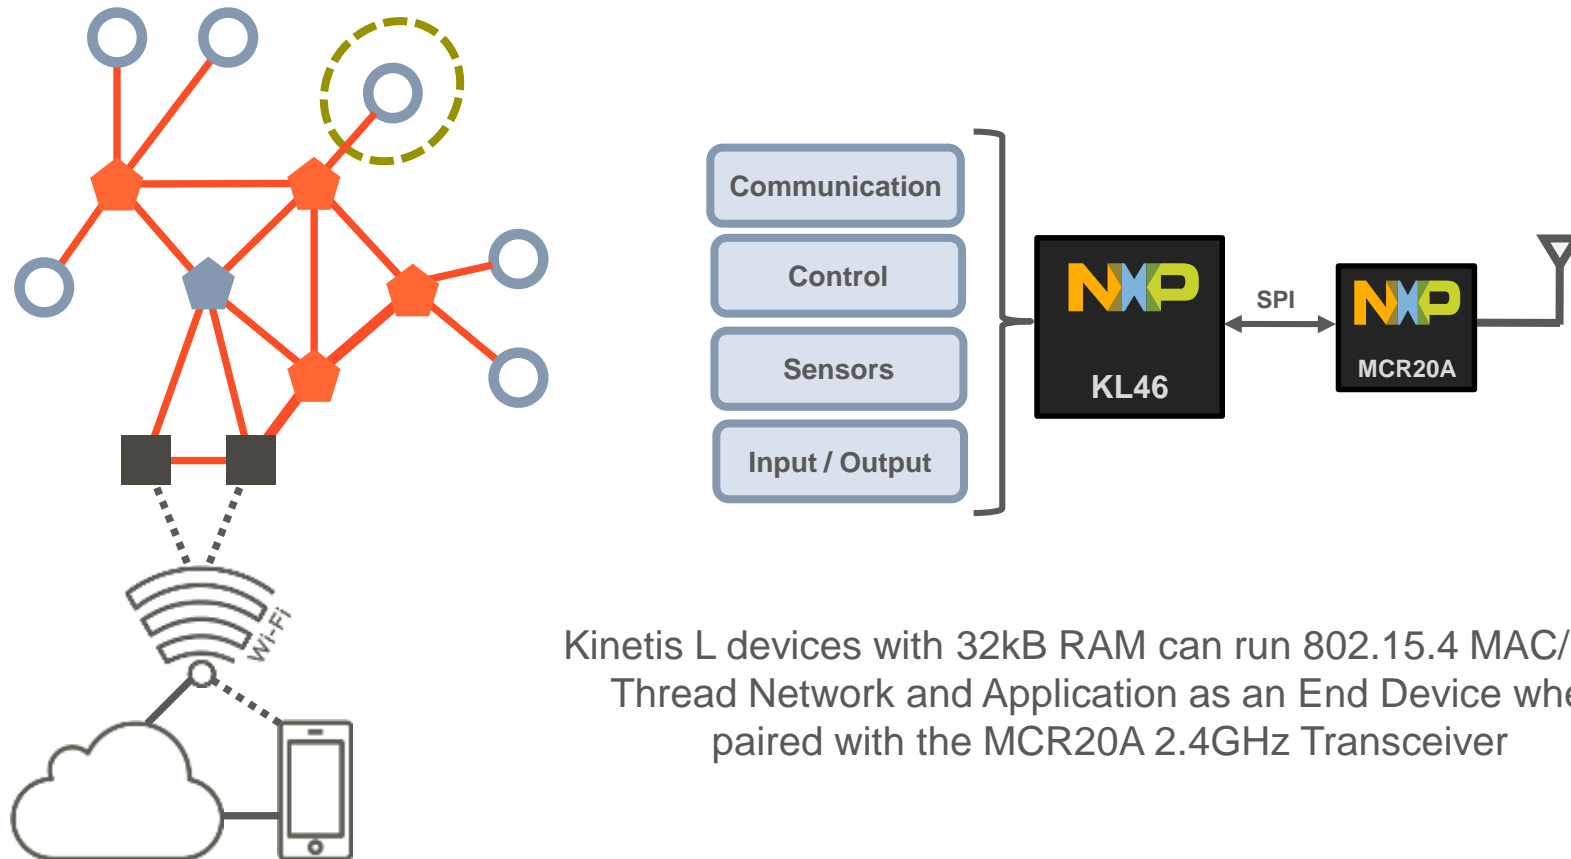 Communication
Control
Sensors
Input / Output
NXP
KL46
SPI
NXP
MCR20A
Wi-Fi
Kinetis L devices with 32kB RAM can run 802.15.4 MAC/
Thread Network and Application as an End Device
paired with the MCR20A 2.4GHz Transceiver